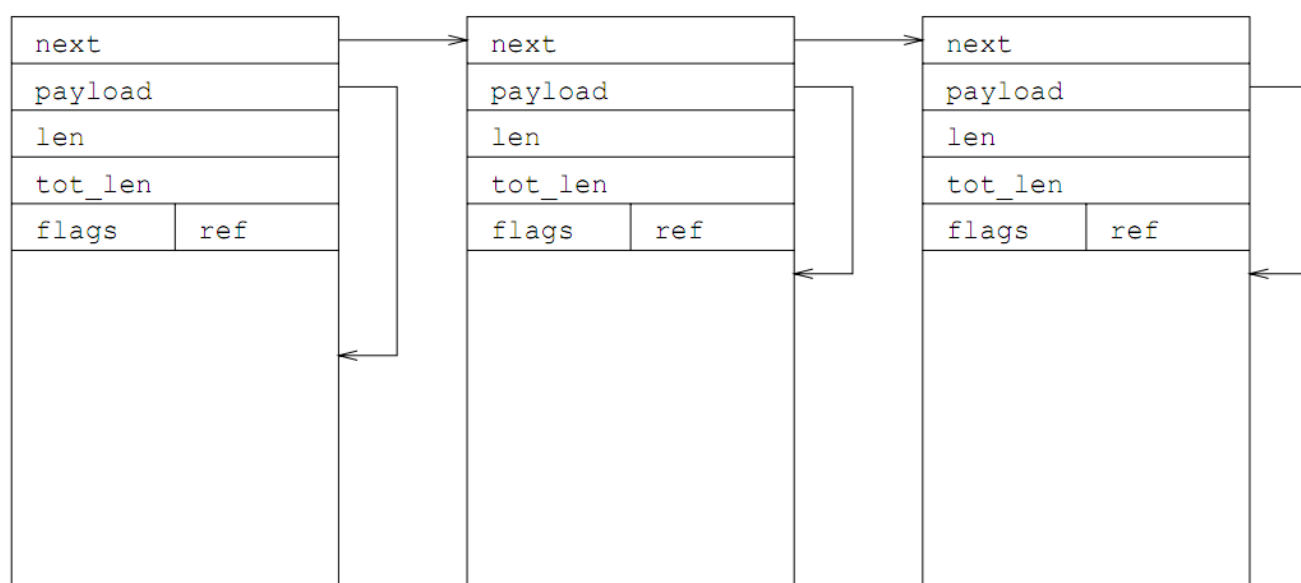 next next next
payload payload payload
len len len
tot_len tot_len tot_len
flags ref flags ref flags ref